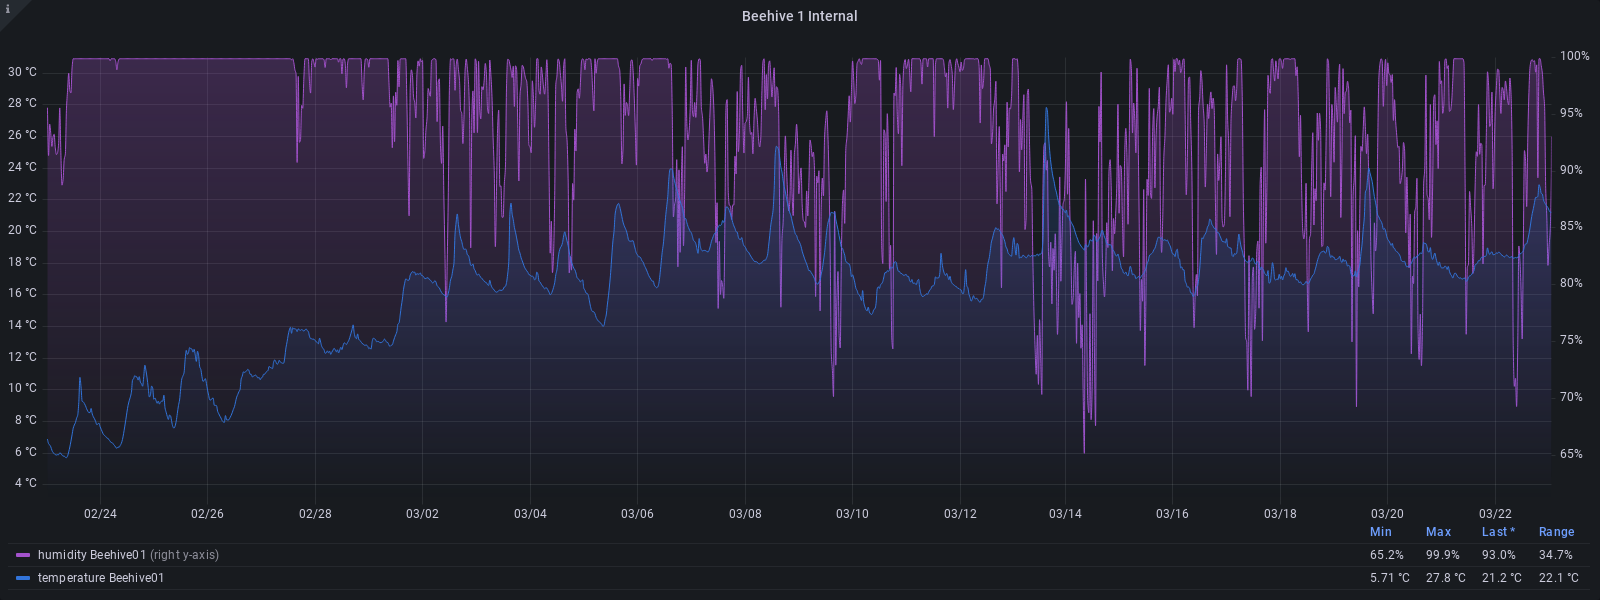 i
Beehive 1 Internal
30 °C
28 °C
26 °C
24 °C
22 °C
20 °C
18 °C
16 °C
14 °C
12 °C
10 °C
8 °C
6 °C
4 °C
100%
95%
90%
85%
80%
75%
70%
65%
02/24 02/26 02/28 03/02 03/04 03/06 03/08 03/10 03/12 03/14 03/16 03/18 03/20 03/22
Min Max Last * Range
humidity Beehive01 (right y-axis) 65.2% 99.9% 93.0% 34.7%
temperature Beehive01 5.71 °C 27.8 °C 21.2 °C 22.1 °C